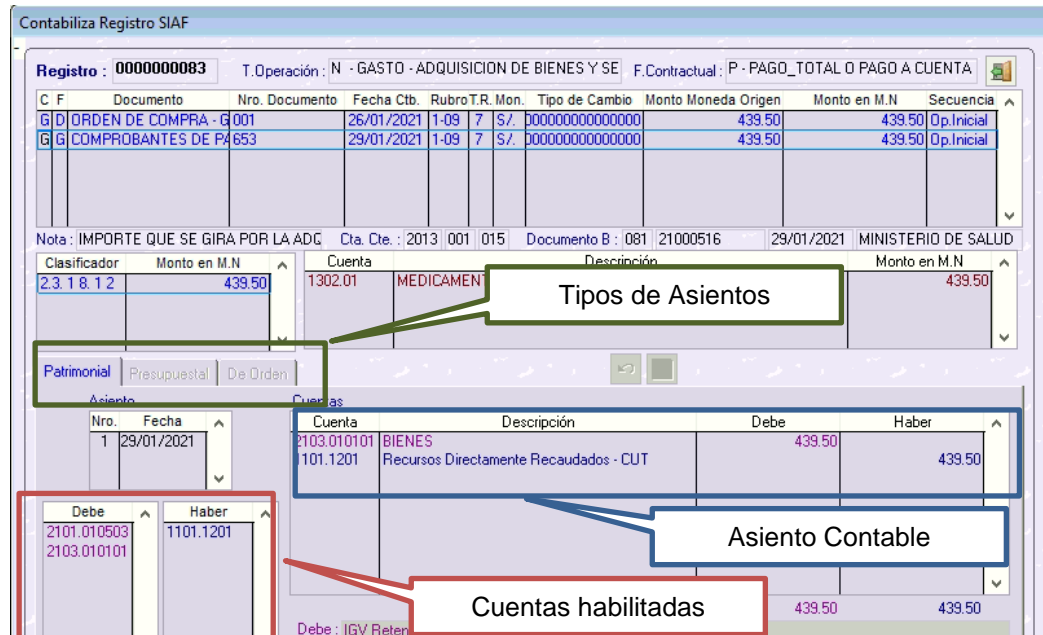 Contabiliza Registro SIAF
Registro : 0000000083 T.Operación : N - GASTO - ADQUISICION DE BIENES Y SE F.Contractual : P - PAGO_TOTAL O PAGO A CUENTA
C F Documento Nro. Documento Fecha Ctb. Rubro T.R. Mon. Tipo de Cambio Monto Moneda Origen Monto en M.N Secuencia
G D ORDEN DE COMPRA - G 001 26/01/2021 1-09 7 S/. 000000000000000 439.50 439.50 Op.Inicial
G G COMPROBANTES DE PA 653 29/01/2021 1-09 7 S/. 000000000000000 439.50 439.50 Op.Inicial
Nota : IMPORTE QUE SE GIRA POR LA ADQ Cta. Cte. : 2013 001 015 Documento B : 081 21000516 29/01/2021 MINISTERIO DE SALUD
Clasificador Monto en M.N Cuenta Descripción Monto en M.N
2.3. 1 8. 1 2 439.50 1302.01 MEDICAMENT 439.50
Tipos de Asientos
Patrimonial Presupuestal De Orden
Asiento Cuentas
Nro. Fecha Cuenta Descripción Debe Haber
1 29/01/2021 2103.010101 BIENES 439.50
1101.1201 Recursos Directamente Recaudados - CUT 439.50
Debe Haber
2101.010503 1101.1201
2103.010101
Asiento Contable
Cuentas habilitadas
439.50 439.50
Debe : IGV Reten